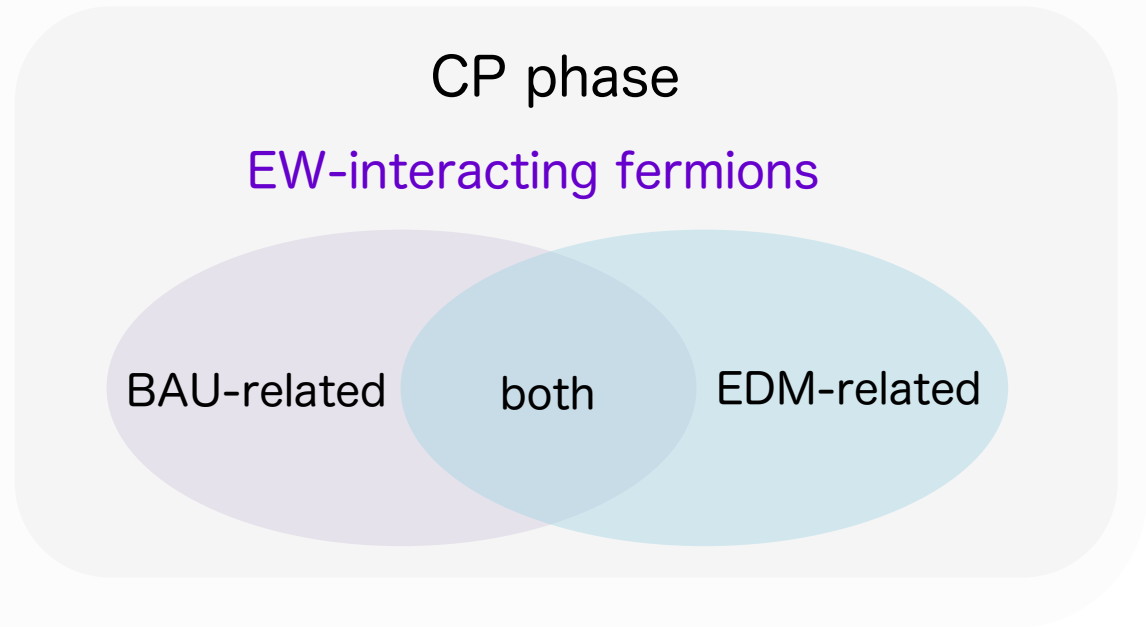 CP phase
EW-interacting fermions
BAU-related
both
EDM-related